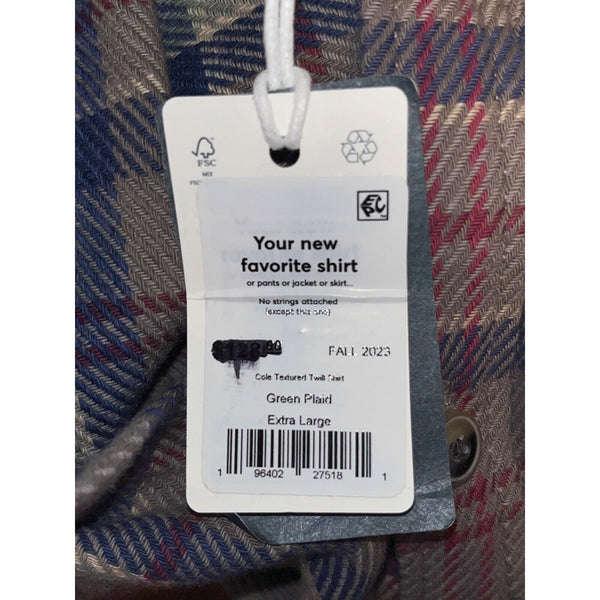 FSC
MIX
Your new
favorite shirt
or pants or jacket or skirt...
No strings attached
(except this one)
FALL 2023
Cole Textured Twill Shirt
Green Plaid
Extra Large
1 96402 27518 1